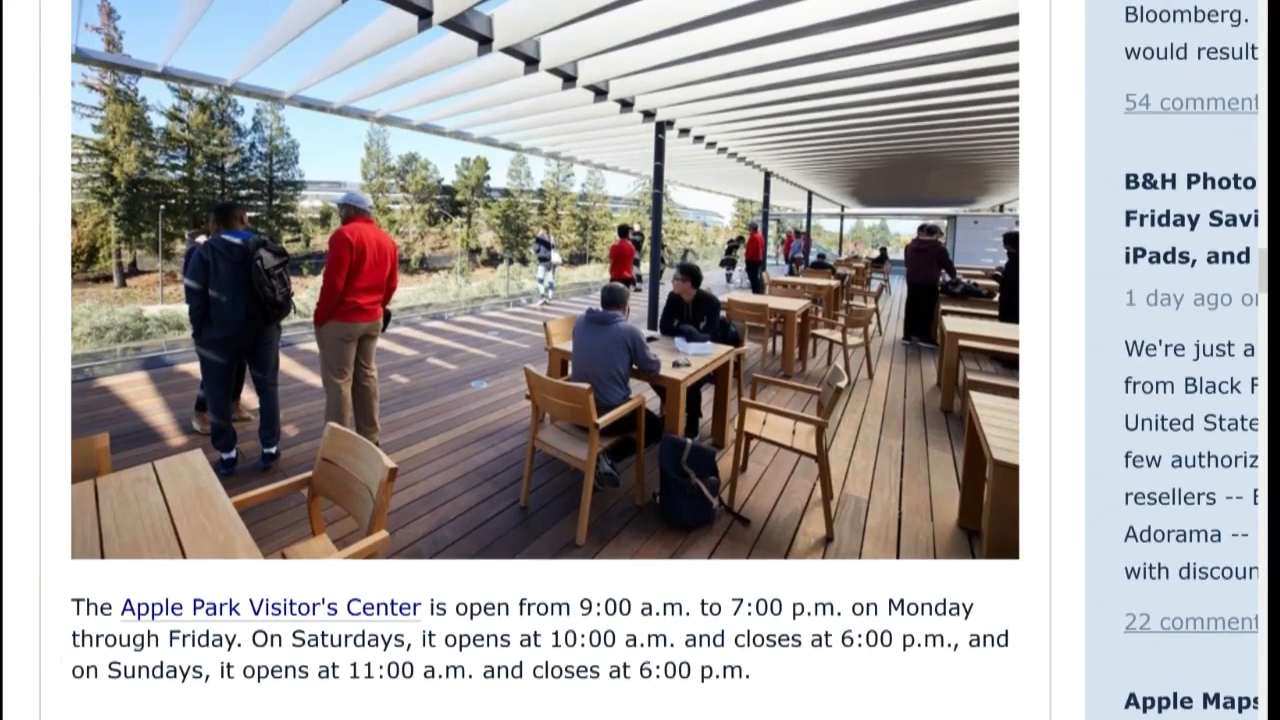 The Apple Park Visitor's Center is open from 9:00 a.m. to 7:00 p.m. on Monday
through Friday. On Saturdays, it opens at 10:00 a.m. and closes at 6:00 p.m., and
on Sundays, it opens at 11:00 a.m. and closes at 6:00 p.m.
Bloomberg.
would result
54 comment
B&H Photo
Friday Savi
iPads, and
1 day ago on
We're just a
from Black F
United State
few authoriz
resellers --
Adorama --
with discoun
22 comment
Apple Maps